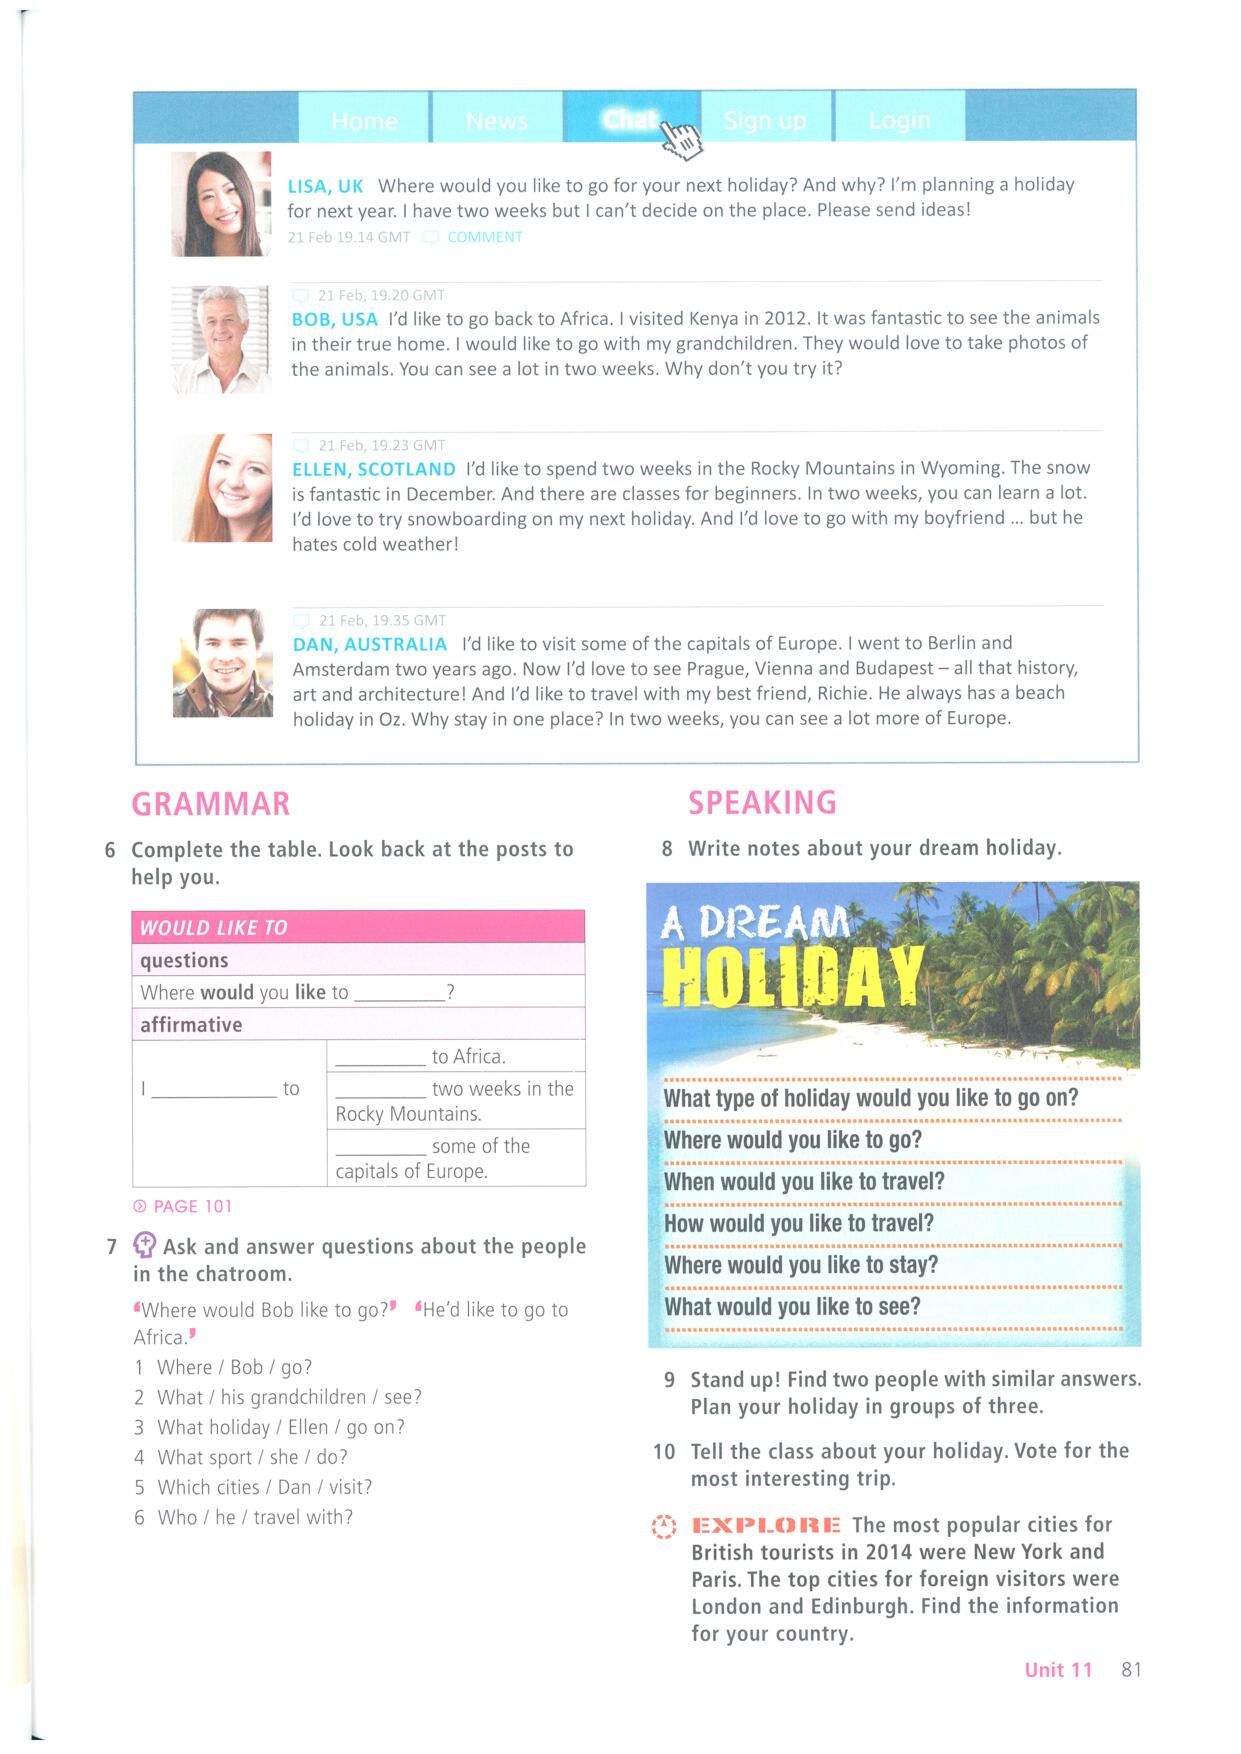 Home News Chat Sign up Login
LISA, UK Where would you like to go for your next holiday? And why? I'm planning a holiday
for next year. I have two weeks but I can't decide on the place. Please send ideas!
21 Feb 19.14 GMT COMMENT
21 Feb, 19.20 GMT
BOB, USA I'd like to go back to Africa. I visited Kenya in 2012. It was fantastic to see the animals
in their true home. I would like to go with my grandchildren. They would love to take photos of
the animals. You can see a lot in two weeks. Why don't you try it?
21 Feb, 19.23 GMT
ELLEN, SCOTLAND I'd like to spend two weeks in the Rocky Mountains in Wyoming. The snow
is fantastic in December. And there are classes for beginners. In two weeks, you can learn a lot.
I'd love to try snowboarding on my next holiday. And I'd love to go with my boyfriend ... but he
hates cold weather!
21 Feb, 19.35 GMT
DAN, AUSTRALIA I'd like to visit some of the capitals of Europe. I went to Berlin and
Amsterdam two years ago. Now I'd love to see Prague, Vienna and Budapest – all that history,
art and architecture! And I'd like to travel with my best friend, Richie. He always has a beach
holiday in Oz. Why stay in one place? In two weeks, you can see a lot more of Europe.
GRAMMAR
6 Complete the table. Look back at the posts to
help you.
WOULD LIKE TO
questions
Where would you like to _________?
affirmative
I ____________ to
_________ to Africa.
_________ two weeks in the
Rocky Mountains.
_________ some of the
capitals of Europe.
PAGE 101
7 Ask and answer questions about the people
in the chatroom.
'Where would Bob like to go?' 'He'd like to go to
Africa.'
1 Where / Bob / go?
2 What / his grandchildren / see?
3 What holiday / Ellen / go on?
4 What sport / she / do?
5 Which cities / Dan / visit?
6 Who / he / travel with?
SPEAKING
8 Write notes about your dream holiday.
A DREAM
HOLIDAY
What type of holiday would you like to go on?
Where would you like to go?
When would you like to travel?
How would you like to travel?
Where would you like to stay?
What would you like to see?
9 Stand up! Find two people with similar answers.
Plan your holiday in groups of three.
10 Tell the class about your holiday. Vote for the
most interesting trip.
EXPLORE The most popular cities for
British tourists in 2014 were New York and
Paris. The top cities for foreign visitors were
London and Edinburgh. Find the information
for your country.
Unit 11 81